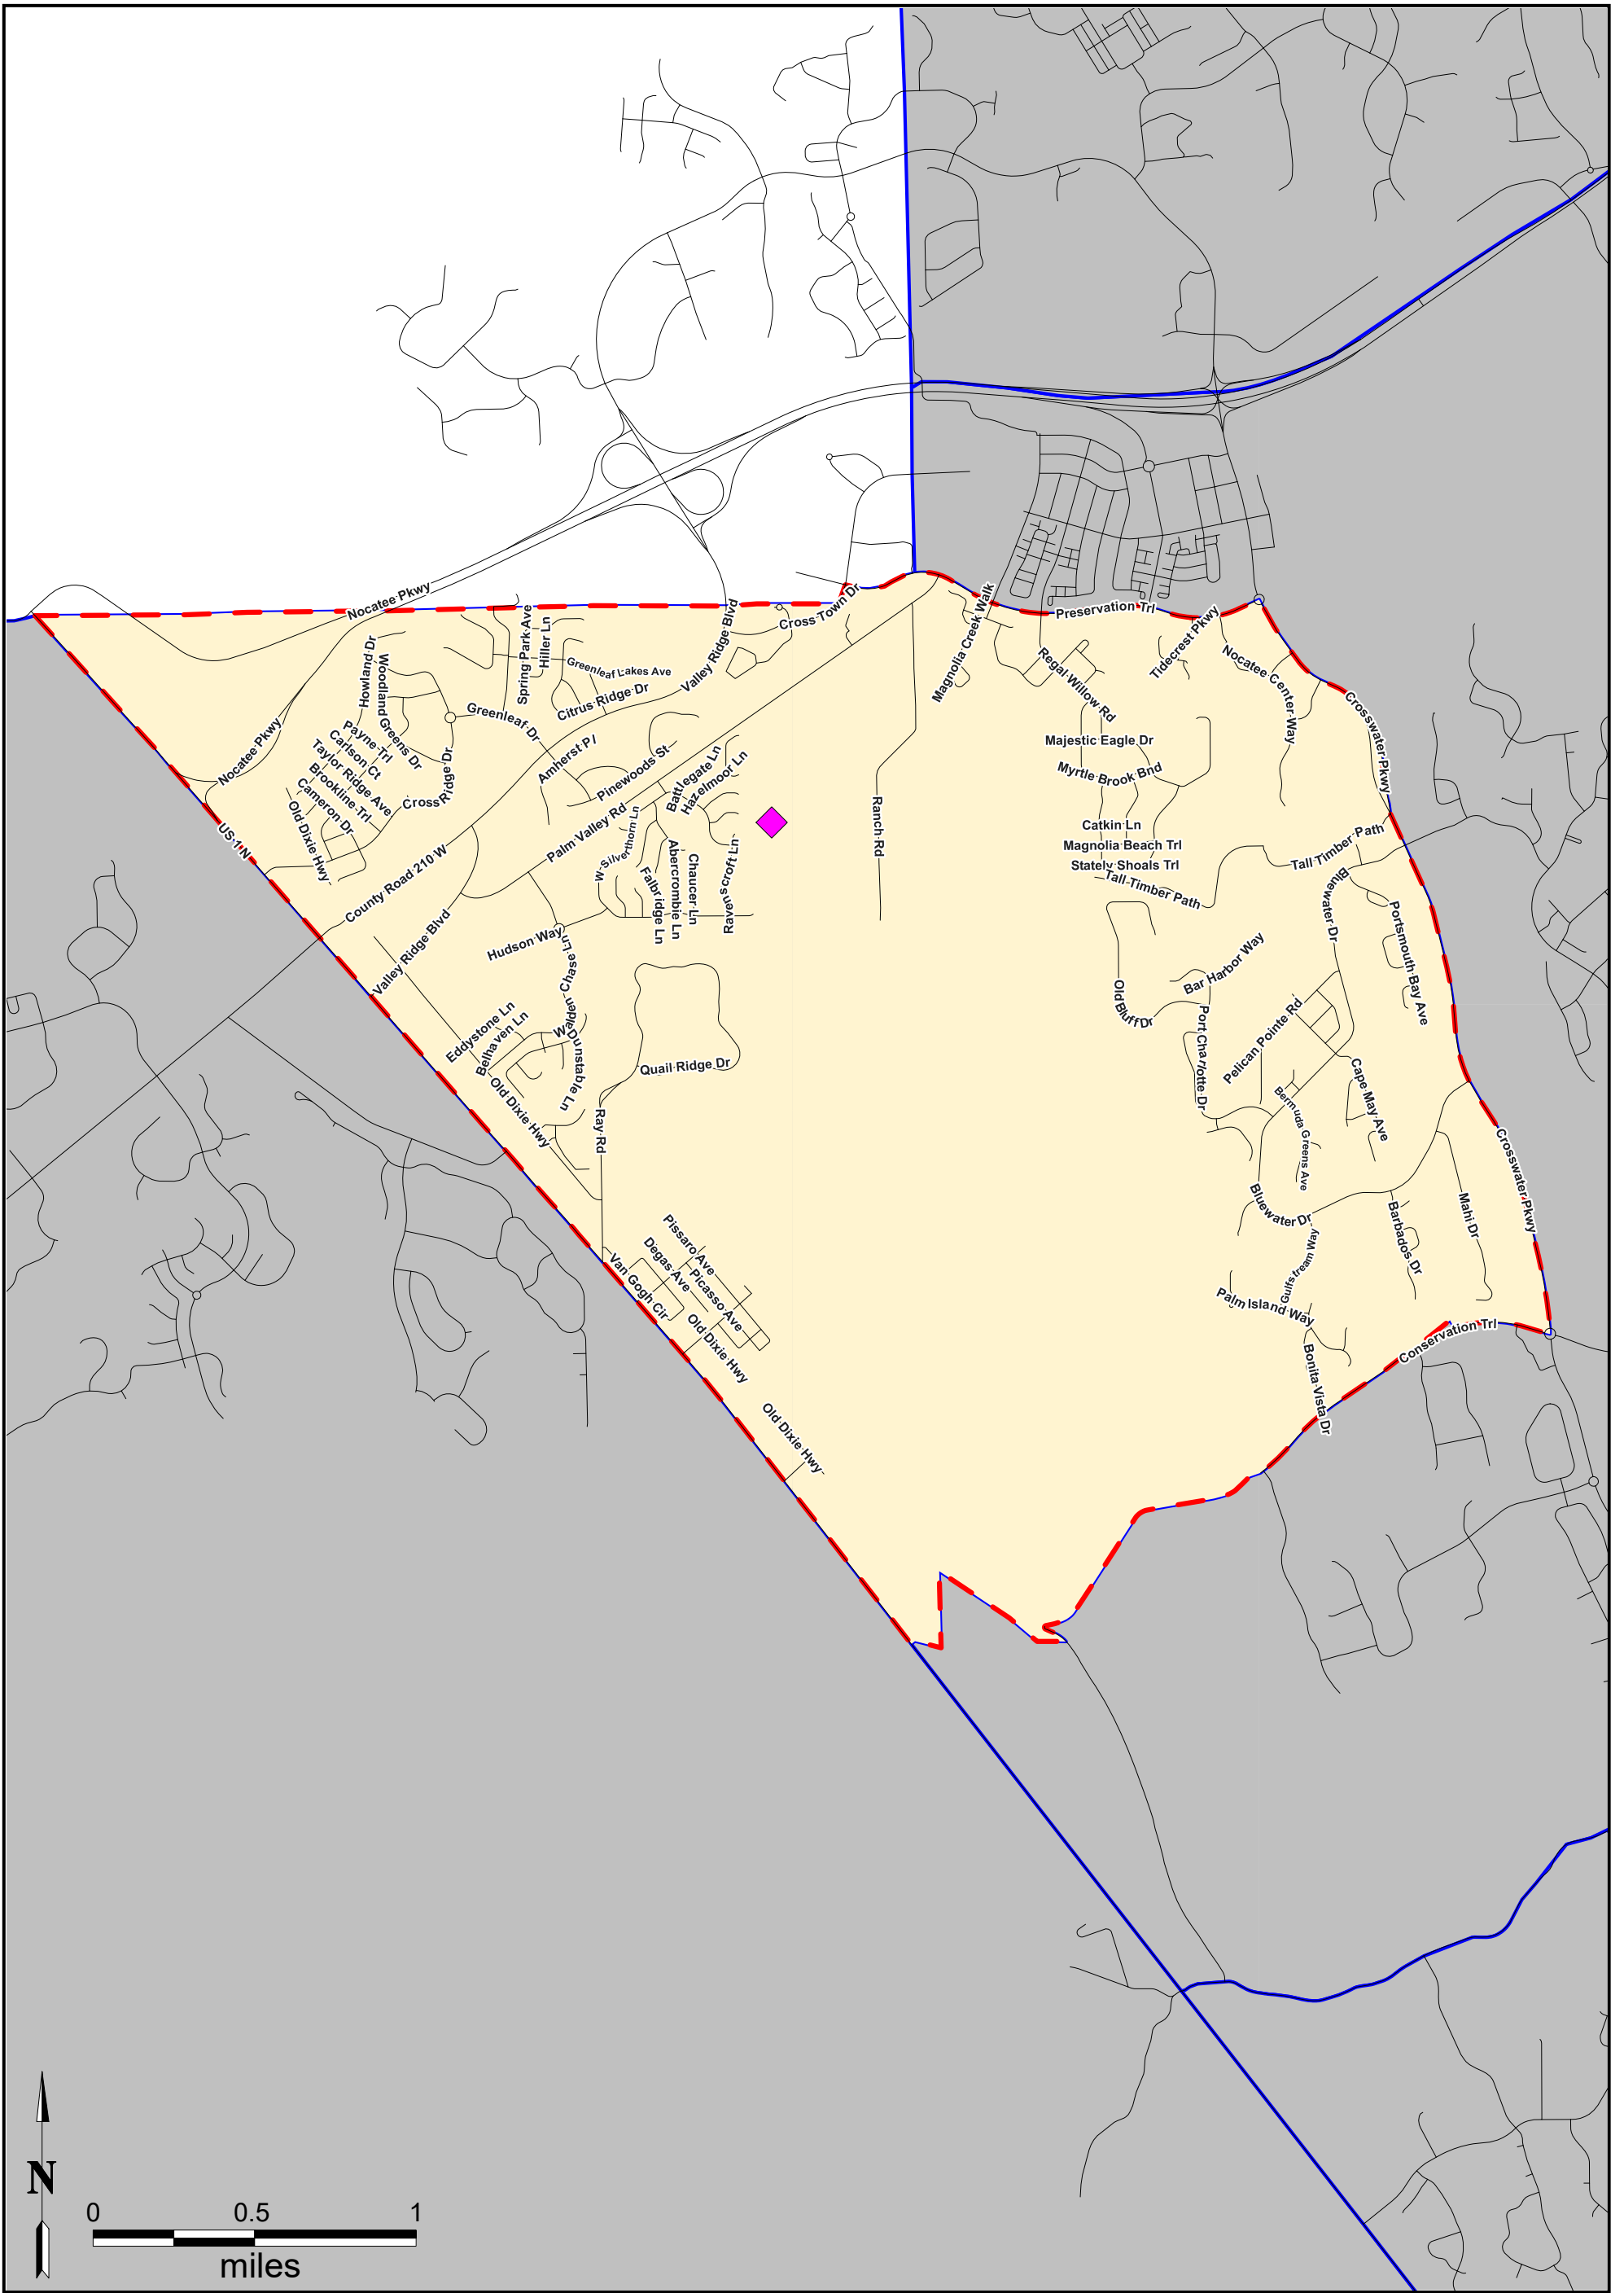 Nocatee Pkwy
Cross Town Dr
Preservation Trl
Magnolia Creek Walk
Tidecrest Pkwy
Spring Park Ave
Hiller Ln
Valley Ridge Blvd
Howland Dr
Woodland Greens Dr
Greenleaf Lakes Ave
Citrus Ridge Dr
Greenleaf Dr
Regal Willow Rd
Nocatee Center Way
Crosswater Pkwy
Nocatee Pkwy
Payne Trl
Carlson Ct
Taylor Ridge Ave
Brookline Trl
Cameron Dr
Old Dixie Hwy
Cross Ridge Dr
Amherst Pl
Pinewoods St
Battlegate Ln
Hazelmoor Ln
Majestic Eagle Dr
Myrtle Brook Bnd
US 1 N
County Road 210 W
Palm Valley Rd
W Silverthorn Ln
Falbridge Ln
Abercrombie Ln
Chaucer Ln
Ravenscroft Ln
Ranch Rd
Catkin Ln
Magnolia Beach Trl
Stately Shoals Trl
Tall Timber Path
Tall Timber Path
Bluewater Dr
Portsmouth Bay Ave
Valley Ridge Blvd
Hudson Way
Chase Ln
Walden
Bar Harbor Way
Old Bluff Dr
Port Charlotte Dr
Pelican Pointe Rd
Eddystone Ln
Belhaven Ln
Dunstable Ln
Old Dixie Hwy
Quail Ridge Dr
Ray Rd
Bermuda Greens Ave
Cape May Ave
Crosswater Pkwy
Bluewater Dr
Gulfstream Way
Barbados Dr
Mahi Dr
Pissaro Ave
Degas Ave
Picasso Ave
Van Gogh Cir
Old Dixie Hwy
Palm Island Way
Bonita Vista Dr
Conservation Trl
Old Dixie Hwy
N
0 0.5 1
miles